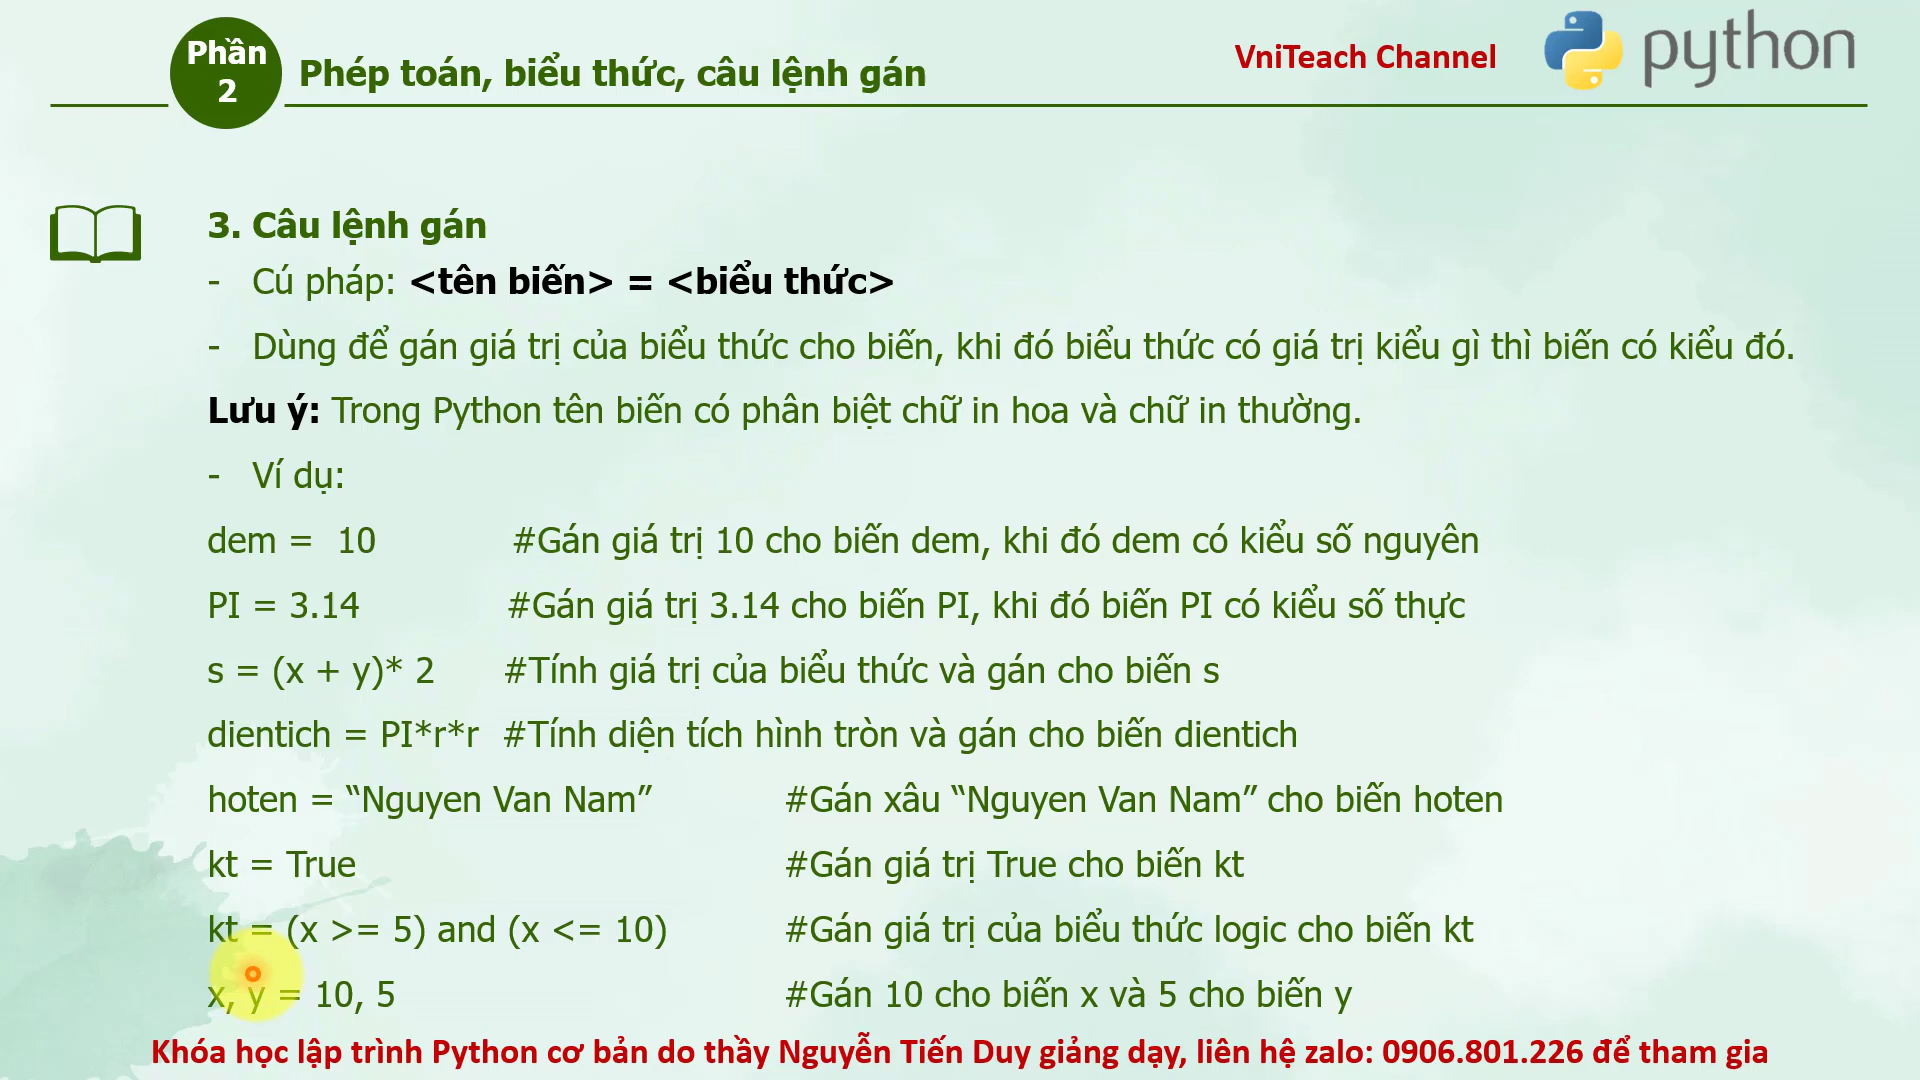 Phần
2
Phép toán, biểu thức, câu lệnh gán
VniTeach Channel
python
3. Câu lệnh gán
- Cú pháp: <tên biến> = <biểu thức>
- Dùng để gán giá trị của biểu thức cho biến, khi đó biểu thức có giá trị kiểu gì thì biến có kiểu đó.
Lưu ý: Trong Python tên biến có phân biệt chữ in hoa và chữ in thường.
- Ví dụ:
dem = 10 #Gán giá trị 10 cho biến dem, khi đó dem có kiểu số nguyên
PI = 3.14 #Gán giá trị 3.14 cho biến PI, khi đó biến PI có kiểu số thực
s = (x + y)* 2 #Tính giá trị của biểu thức và gán cho biến s
dientich = PI*r*r #Tính diện tích hình tròn và gán cho biến dientich
hoten = “Nguyen Van Nam” #Gán xâu “Nguyen Van Nam” cho biến hoten
kt = True #Gán giá trị True cho biến kt
kt = (x >= 5) and (x <= 10) #Gán giá trị của biểu thức logic cho biến kt
x, y = 10, 5 #Gán 10 cho biến x và 5 cho biến y
Khóa học lập trình Python cơ bản do thầy Nguyễn Tiến Duy giảng dạy, liên hệ zalo: 0906.801.226 để tham gia